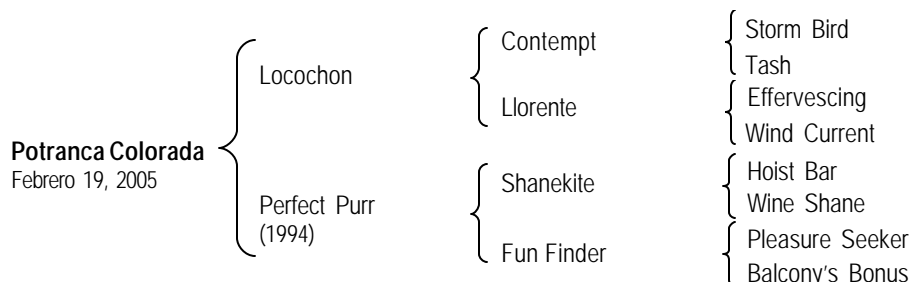 Storm Bird
Contempt
Tash
Locochon
Effervescing
Llorente
Wind Current
Potranca Colorada
Febrero 19, 2005
Hoist Bar
Shanekite
Wine Shane
Perfect Purr
(1994)
Pleasure Seeker
Fun Finder
Balcony's Bonus